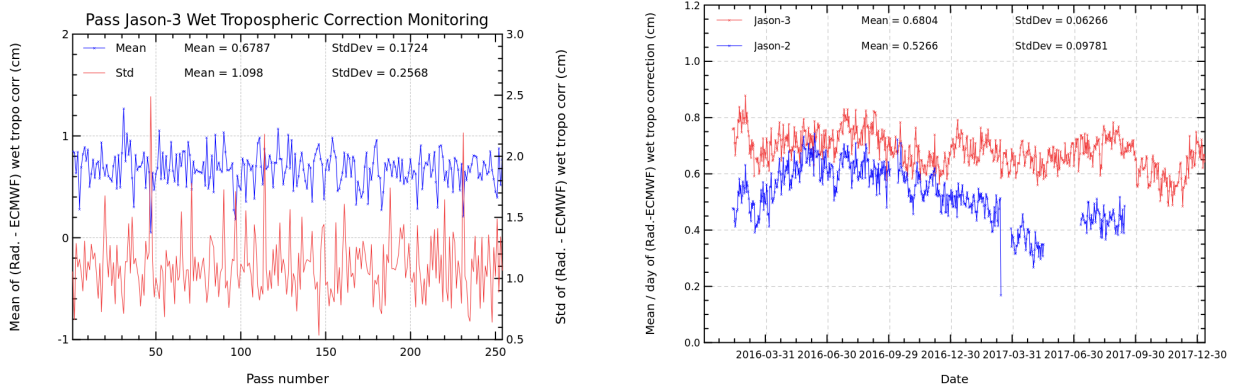 Pass Jason-3 Wet Tropospheric Correction Monitoring
Mean of (Rad. - ECMWF) wet tropo corr (cm)
2
1
0
-1
Mean Mean = 0.6787 StdDev = 0.1724
Std Mean = 1.098 StdDev = 0.2568
3.0
2.5
2.0
1.5
1.0
0.5
Std of (Rad. - ECMWF) wet tropo corr (cm)
50 100 150 200 250
Pass number
Mean / day of (Rad.-ECMWF) wet tropo correction (cm)
1.2
1.0
0.8
0.6
0.4
0.2
0.0
Jason-3 Mean = 0.6804 StdDev = 0.06266
Jason-2 Mean = 0.5266 StdDev = 0.09781
2016-03-31 2016-06-30 2016-09-29 2016-12-30 2017-03-31 2017-06-30 2017-09-30 2017-12-30
Date